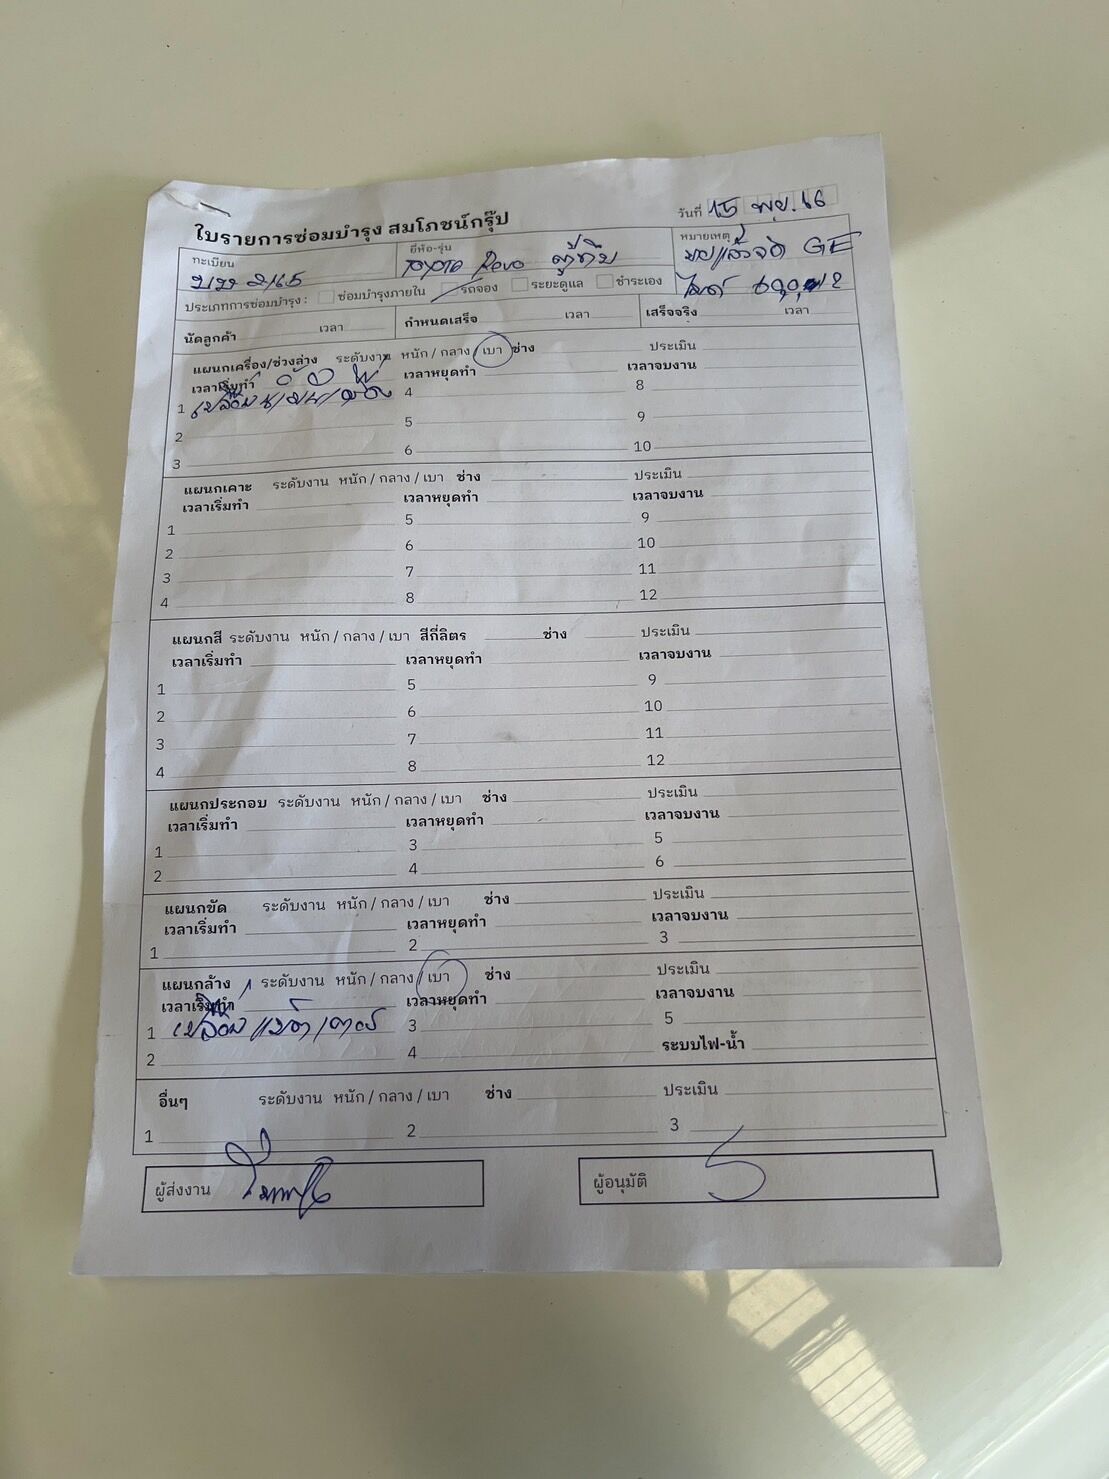 ใบรายการซ่อมบำรุง สมโภชน์กรุ๊ป
วันที่ 15 พ.ย. 66
ทะเบียน
ยี่ห้อ-รุ่น
หมายเหตุ
TOYOTA Revo ตู้ทึบ
ประเภทการซ่อมบำรุง : ซ่อมบำรุงภายใน รถจอง ระยะดูแล ชำระเอง
นัดลูกค้า เวลา กำหนดเสร็จ เวลา เสร็จจริง เวลา
แผนกเครื่อง/ช่วงล่าง ระดับงาน หนัก / กลาง / เบา ช่าง ประเมิน
เวลาเริ่มทำ เวลาหยุดทำ เวลาจบงาน
1 เปลี่ยนน้ำมันเครื่อง 4 8
2 5 9
3 6 10
แผนกเคาะ ระดับงาน หนัก / กลาง / เบา ช่าง ประเมิน
เวลาเริ่มทำ เวลาหยุดทำ เวลาจบงาน
1 5 9
2 6 10
3 7 11
4 8 12
แผนกสี ระดับงาน หนัก / กลาง / เบา สีกี่ลิตร ช่าง ประเมิน
เวลาเริ่มทำ เวลาหยุดทำ เวลาจบงาน
1 5 9
2 6 10
3 7 11
4 8 12
แผนกประกอบ ระดับงาน หนัก / กลาง / เบา ช่าง ประเมิน
เวลาเริ่มทำ เวลาหยุดทำ เวลาจบงาน
1 3 5
2 4 6
แผนกขัด ระดับงาน หนัก / กลาง / เบา ช่าง ประเมิน
เวลาเริ่มทำ เวลาหยุดทำ เวลาจบงาน
1 2 3
แผนกล้าง ระดับงาน หนัก / กลาง / เบา ช่าง ประเมิน
เวลาเริ่มทำ เวลาหยุดทำ เวลาจบงาน
1 เปลี่ยนแบตเตอรี่ 3 5
2 4 ระบบไฟ-น้ำ
อื่นๆ ระดับงาน หนัก / กลาง / เบา ช่าง ประเมิน
1 2 3
ผู้ส่งงาน ผู้อนุมัติ